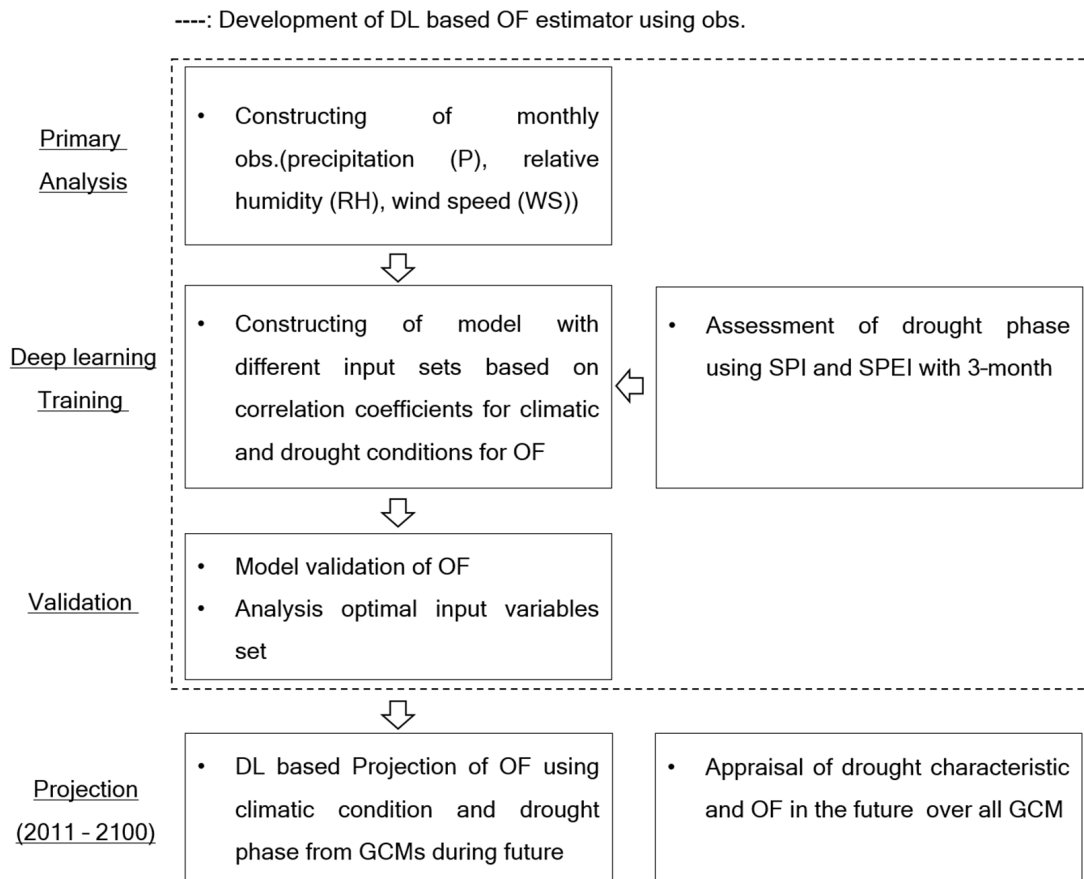 ----: Development of DL based OF estimator using obs.
Primary
Analysis
• Constructing of monthly
obs.(precipitation (P), relative
humidity (RH), wind speed (WS))
Deep learning
Training
• Constructing of model with
different input sets based on
correlation coefficients for climatic
and drought conditions for OF
• Assessment of drought phase
using SPI and SPEI with 3-month
Validation
• Model validation of OF
• Analysis optimal input variables
set
Projection
(2011 - 2100)
• DL based Projection of OF using
climatic condition and drought
phase from GCMs during future
• Appraisal of drought characteristic
and OF in the future over all GCM